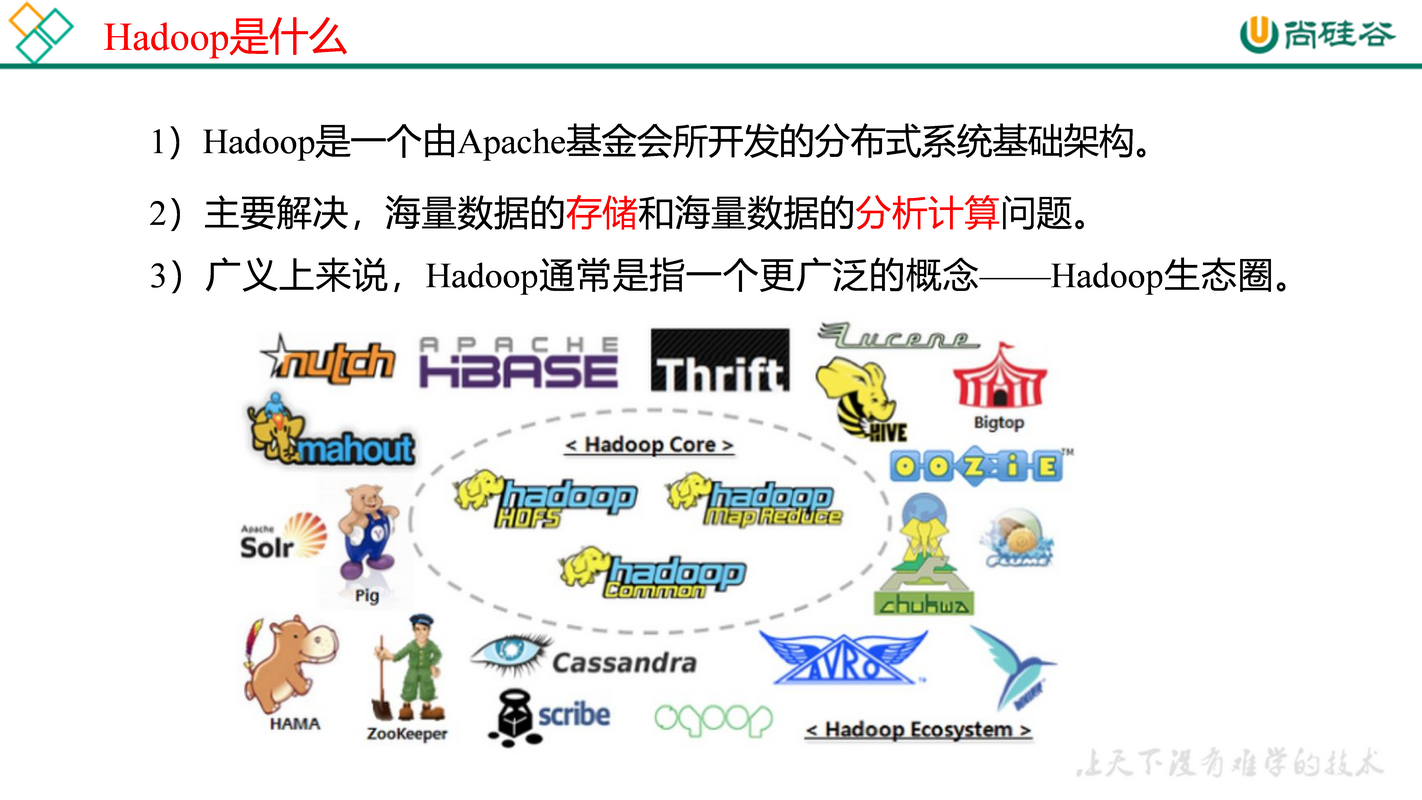 Hadoop是什么
尚硅谷
1）Hadoop是一个由Apache基金会所开发的分布式系统基础架构。
2）主要解决，海量数据的存储和海量数据的分析计算问题。
3）广义上来说，Hadoop通常是指一个更广泛的概念——Hadoop生态圈。
nutch
APACHE
HBASE
Thrift
Lucene
HIVE
Bigtop
mahout
< Hadoop Core >
OOZiE™
hadoop
HDFS
hadoop
MapReduce
Apache
Solr
Pig
hadoop
Common
FLUME
chukwa
HAMA
ZooKeeper
Cassandra
AVRO
scribe
sqoop
< Hadoop Ecosystem >
让天下没有难学的技术